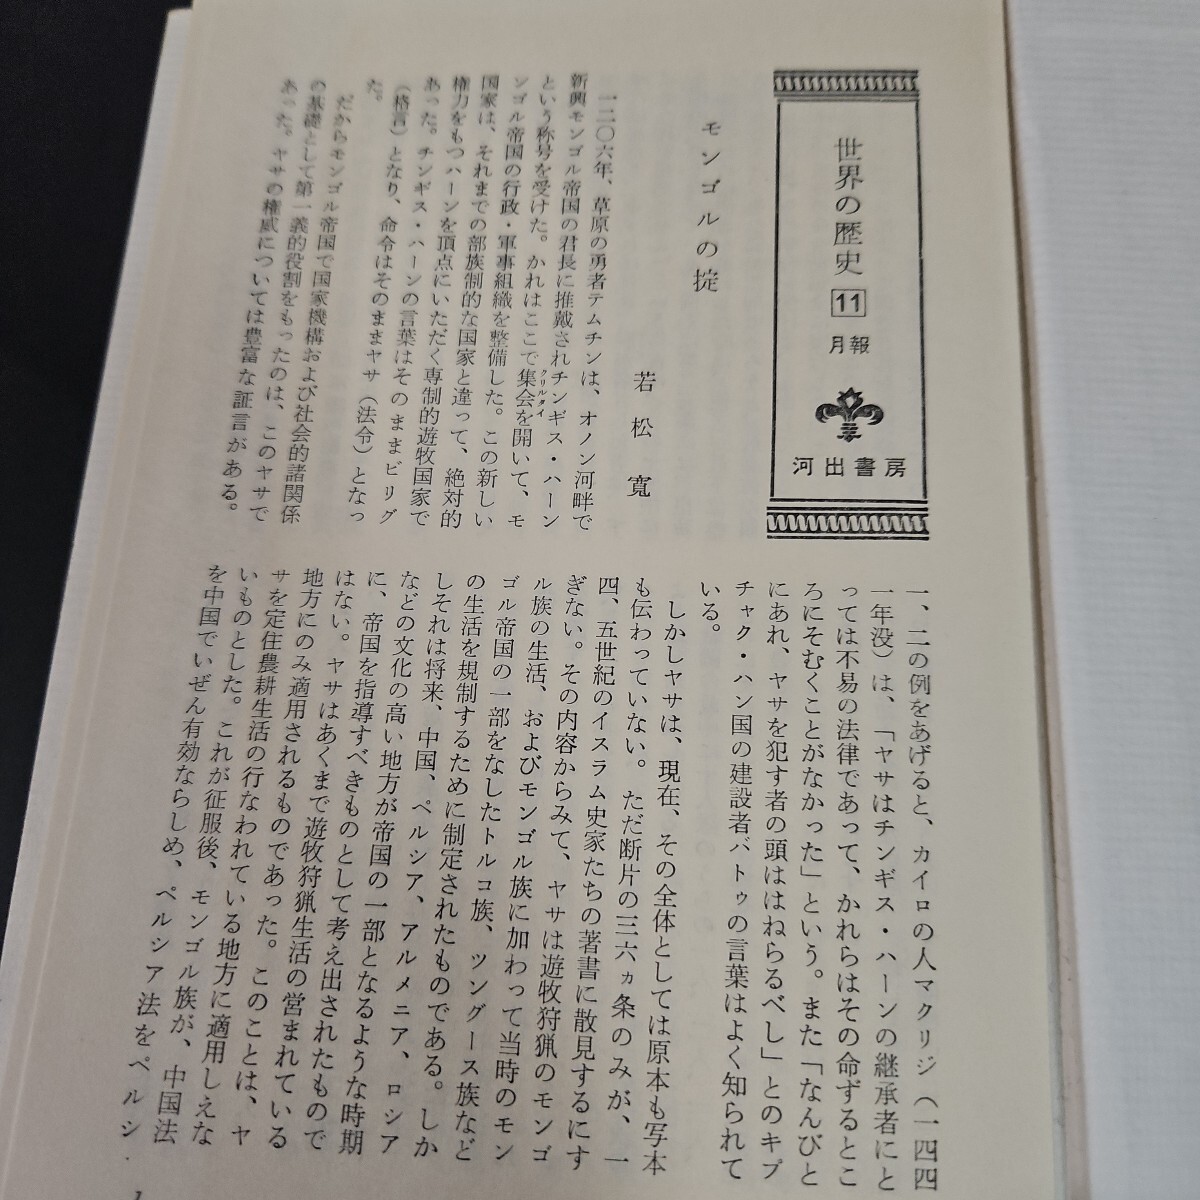 世界の歴史
11
月報
河出書房
モンゴルの掟
若松寛
一二〇六年、草原の勇者テムチンは、オノン河畔で
新興モンゴル帝国の君長に推戴されチンギス・ハーン
という称号を受けた。かれはここで集会を開いて、モ
クリルタイ
ンゴル帝国の行政・軍事組織を整備した。この新しい
国家は、それまでの部族制的な国家と違って、絶対的
権力をもつハーンを頂点にいただく専制的遊牧国家で
あった。チンギス・ハーンの言葉はそのままビリグ
（格言）となり、命令はそのままヤサ（法令）となっ
た。
だからモンゴル帝国で国家機構および社会的諸関係
の基礎として第一義的役割をもったのは、このヤサで
あった。ヤサの権威については豊富な証言がある。
一、二の例をあげると、カイロの人マクリジ（一四四
一年没）は、「ヤサはチンギス・ハーンの継承者にと
っては不易の法律であって、かれらはその命ずるとこ
ろにそむくことがなかった」という。また「なんびと
にあれ、ヤサを犯す者の頭ははねらるべし」とのキプ
チャク・ハン国の建設者バトゥの言葉はよく知られて
いる。
しかしヤサは、現在、その全体としては原本も写本
も伝わっていない。ただ断片の三六ヵ条のみが、一
四、五世紀のイスラム史家たちの著書に散見するにす
ぎない。その内容からみて、ヤサは遊牧狩猟のモンゴ
ル族の生活、およびモンゴル族に加わって当時のモン
ゴル帝国の一部をなしたトルコ族、ツングース族など
の生活を規制するために制定されたものである。しか
しそれは将来、中国、ペルシア、アルメニア、ロシア
などの文化の高い地方が帝国の一部となるような時期
に、帝国を指導すべきものとして考え出されたもので
はない。ヤサはあくまで遊牧狩猟生活の営まれている
地方にのみ適用されるものであった。このことは、ヤ
サを定住農耕生活の行なわれている地方に適用しえな
いものとした。これが征服後、モンゴル族が、中国法
を中国でいぜん有効ならしめ、ペルシア法をペルシ
1